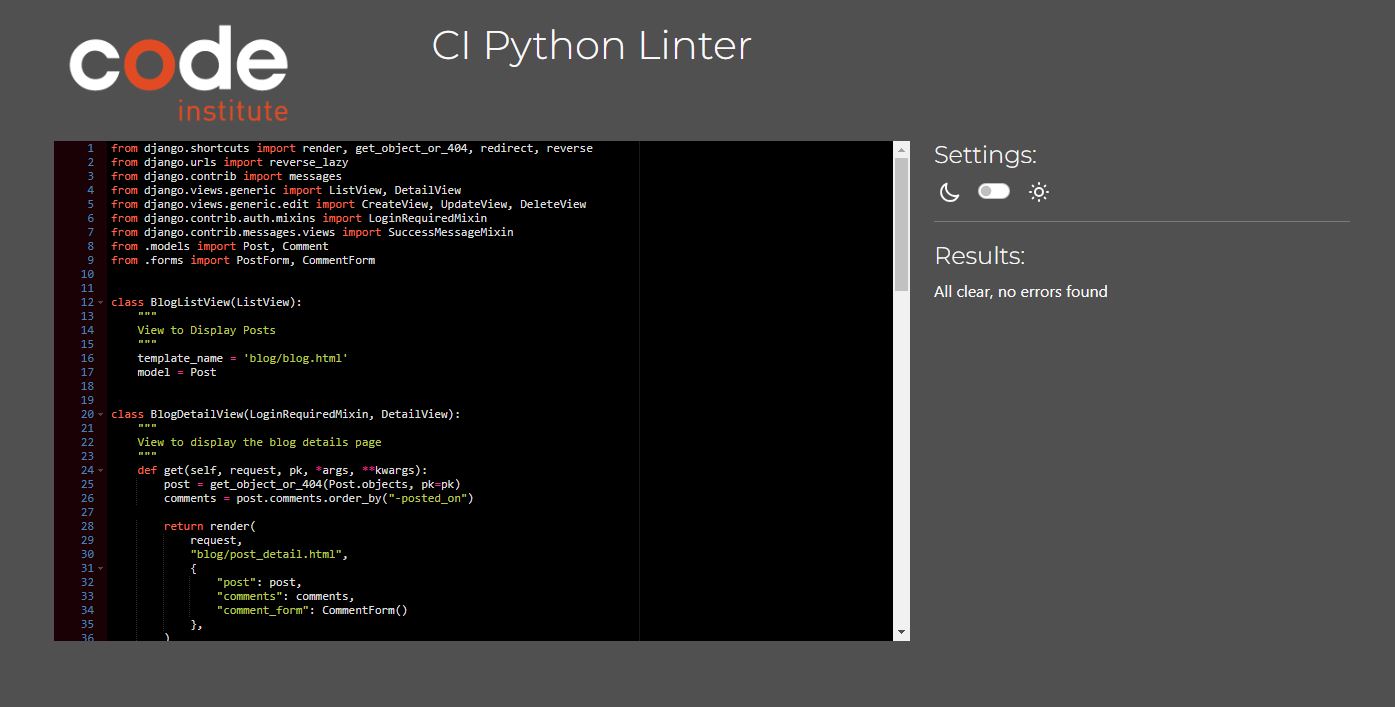 code
institute
CI Python Linter
1 from django.shortcuts import render, get_object_or_404, redirect, reverse
2 from django.urls import reverse_lazy
3 from django.contrib import messages
4 from django.views.generic import ListView, DetailView
5 from django.views.generic.edit import CreateView, UpdateView, DeleteView
6 from django.contrib.auth.mixins import LoginRequiredMixin
7 from django.contrib.messages.views import SuccessMessageMixin
8 from .models import Post, Comment
9 from .forms import PostForm, CommentForm
10
11
12 class BlogListView(ListView):
13     """
14     View to Display Posts
15     """
16     template_name = 'blog/blog.html'
17     model = Post
18
19
20 class BlogDetailView(LoginRequiredMixin, DetailView):
21     """
22     View to display the blog details page
23     """
24     def get(self, request, pk, *args, **kwargs):
25         post = get_object_or_404(Post.objects, pk=pk)
26         comments = post.comments.order_by("-posted_on")
27
28         return render(
29             request,
30             "blog/post_detail.html",
31             {
32                 "post": post,
33                 "comments": comments,
34                 "comment_form": CommentForm()
35             },
36         )
Settings:
Results:
All clear, no errors found